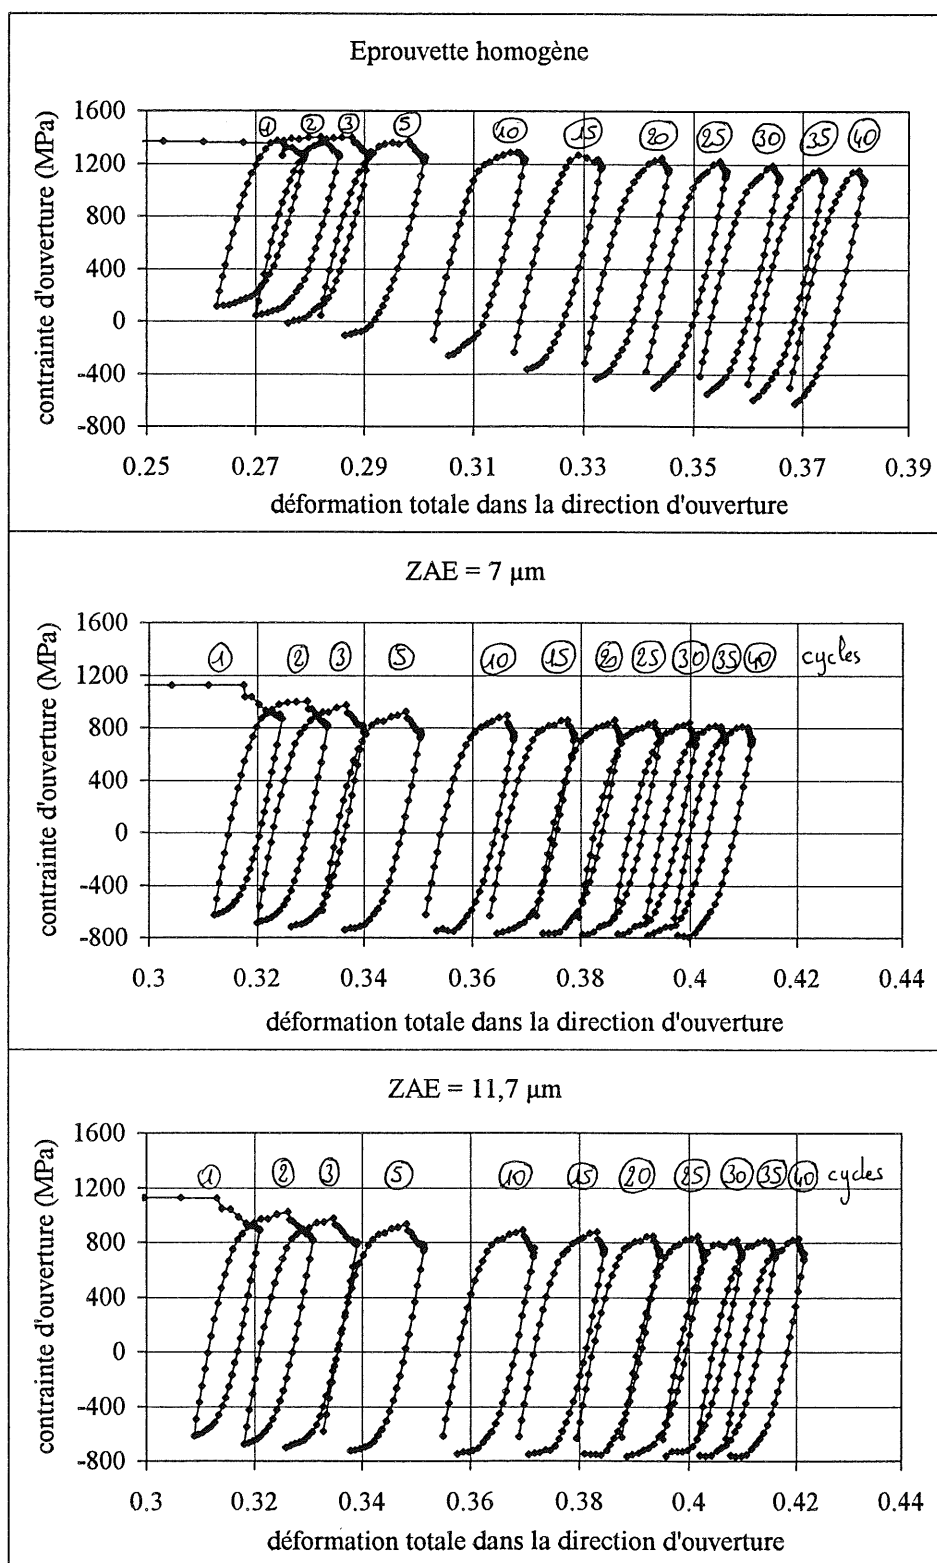 Eprouvette homogène
contrainte d'ouverture (MPa)
1600
1200
800
400
0
-400
-800
1 2 3 5 10 15 20 25 30 35 40
0.25 0.27 0.29 0.31 0.33 0.35 0.37 0.39
déformation totale dans la direction d'ouverture
ZAE = 7 µm
contrainte d'ouverture (MPa)
1600
1200
800
400
0
-400
-800
1 2 3 5 10 15 20 25 30 35 40 cycles
0.3 0.32 0.34 0.36 0.38 0.4 0.42 0.44
déformation totale dans la direction d'ouverture
ZAE = 11,7 µm
contrainte d'ouverture (MPa)
1600
1200
800
400
0
-400
-800
1 2 3 5 10 15 20 25 30 35 40 cycles
0.3 0.32 0.34 0.36 0.38 0.4 0.42 0.44
déformation totale dans la direction d'ouverture